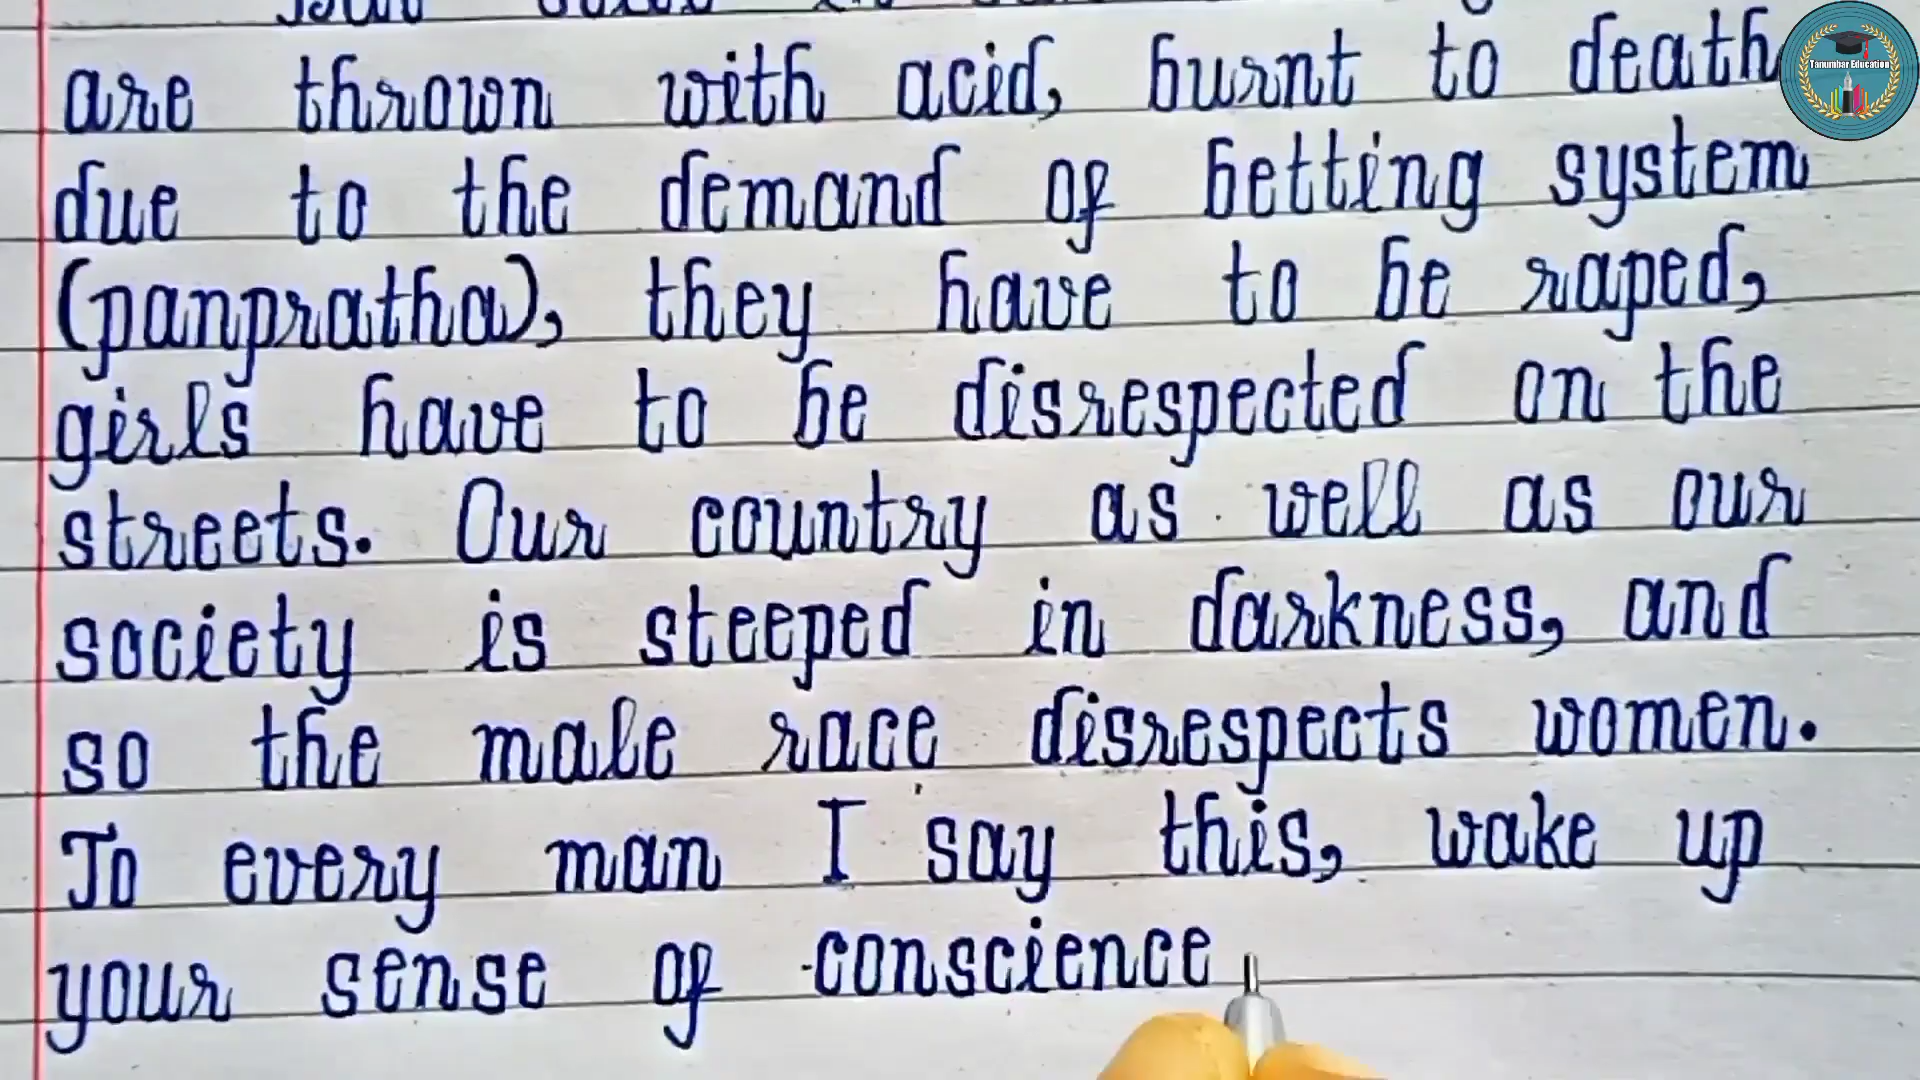 are thrown with acid, burnt to death
due to the demand of betting system
(panpratha), they have to be raped,
girls have to be disrespected on the
streets. Our country as well as our
society is steeped in darkness, and
so the male race disrespects women.
To every man I say this, wake up
your sense of conscience
Tanumbar Education